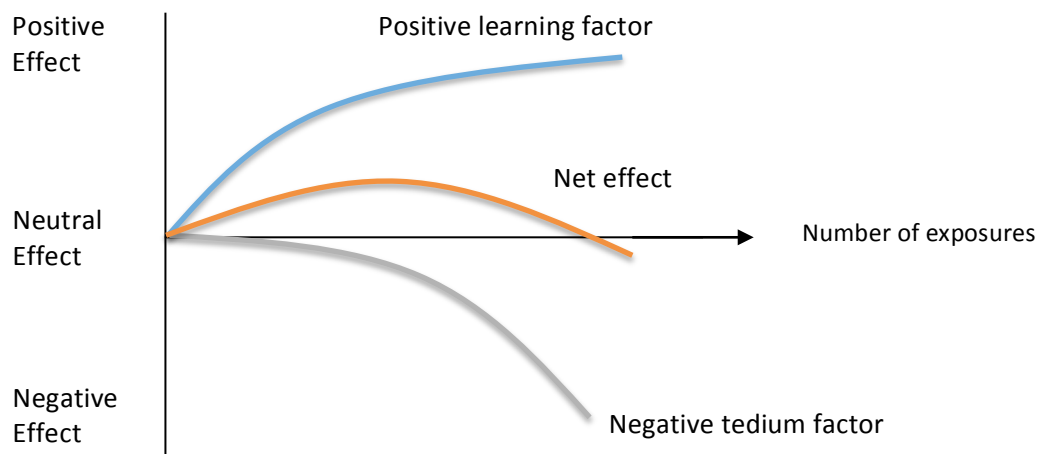 Positive
Effect
Positive learning factor
Net effect
Neutral
Effect
Number of exposures
Negative
Effect
Negative tedium factor